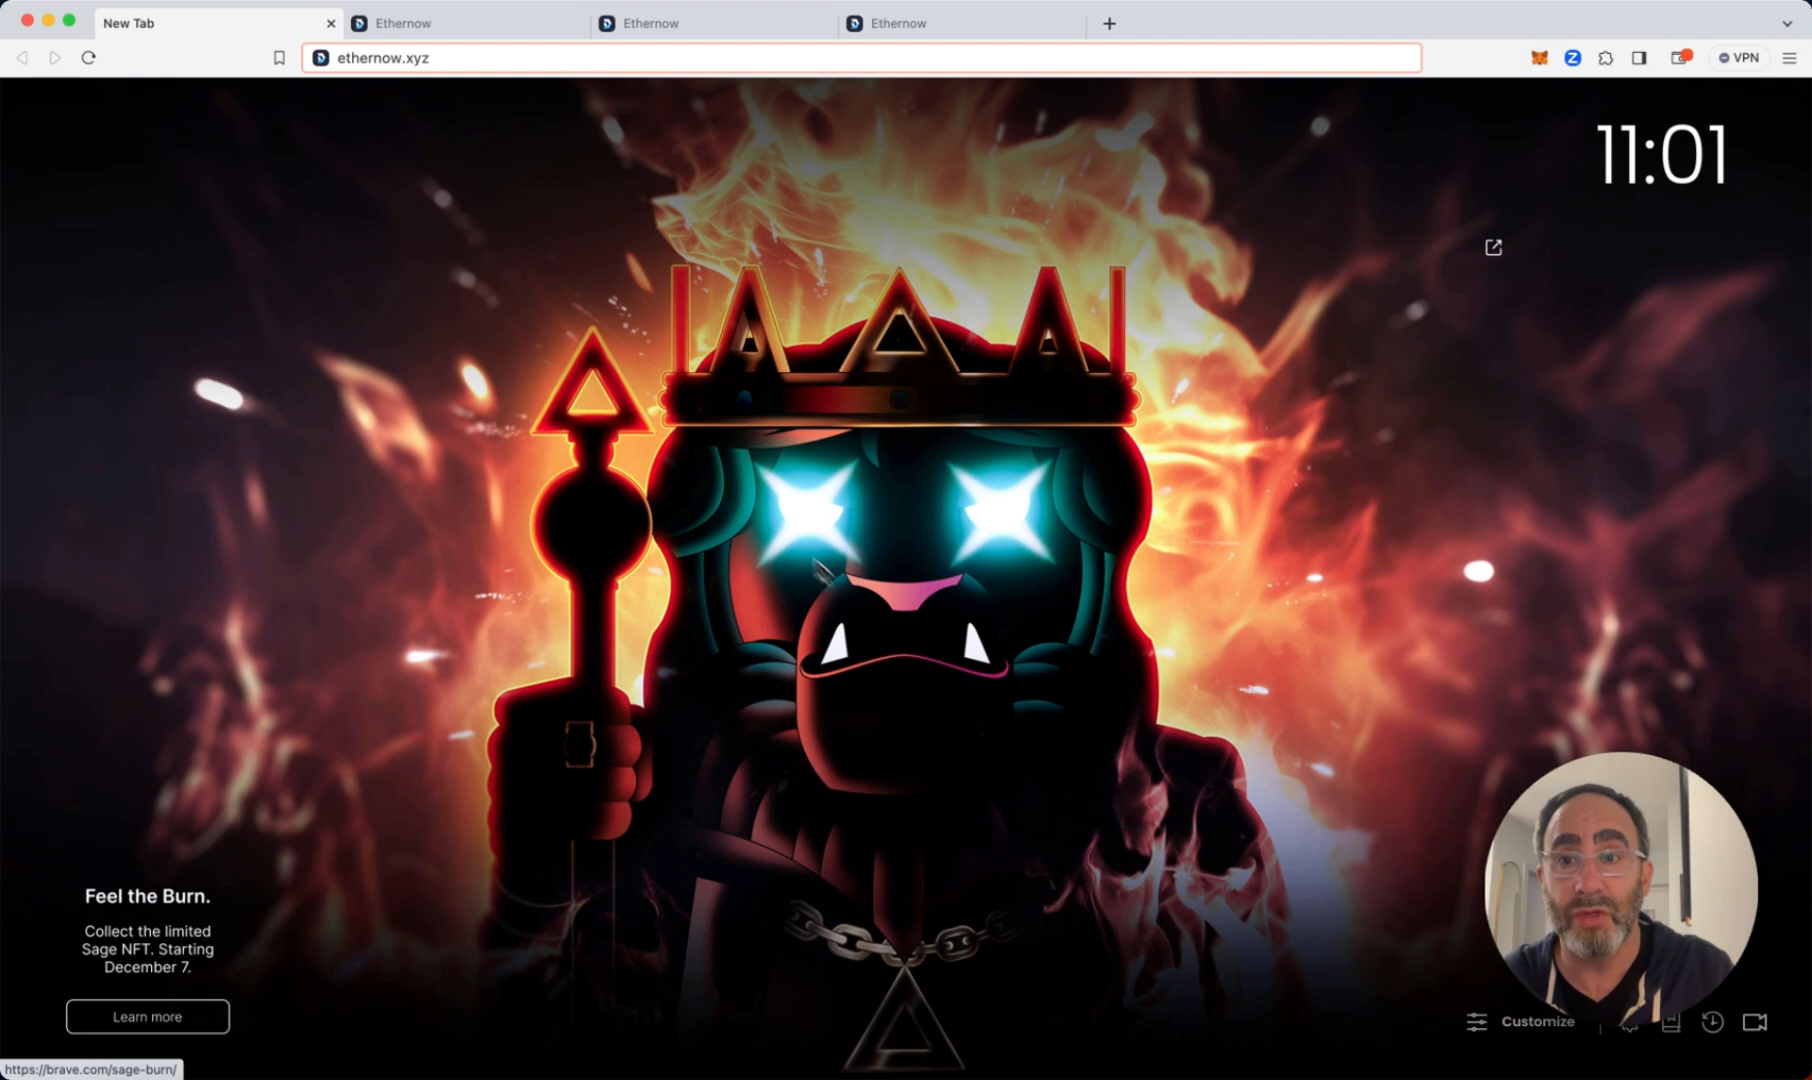 New Tab
Ethernow
Ethernow
Ethernow
ethernow.xyz
VPN
11:01
Feel the Burn.
Collect the limited
Sage NFT. Starting
December 7.
Learn more
Customize
https://brave.com/sage-burn/